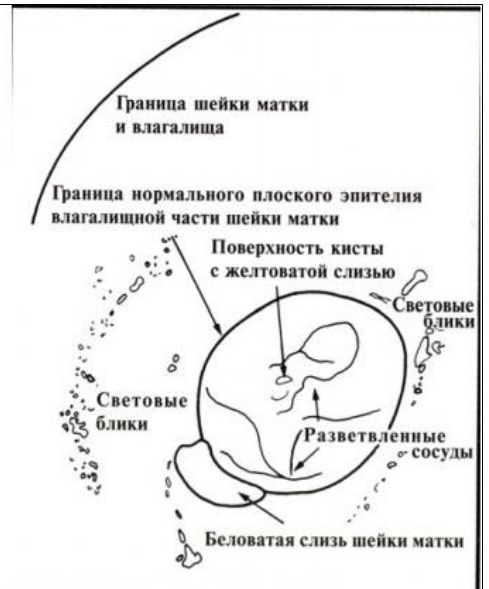 Граница шейки матки
и влагалища
Граница нормального плоского эпителия
влагалищной части шейки матки
Поверхность кисты
с желтоватой слизью
Световые
блики
Световые
блики
Разветвленные
сосуды
Беловатая слизь шейки матки